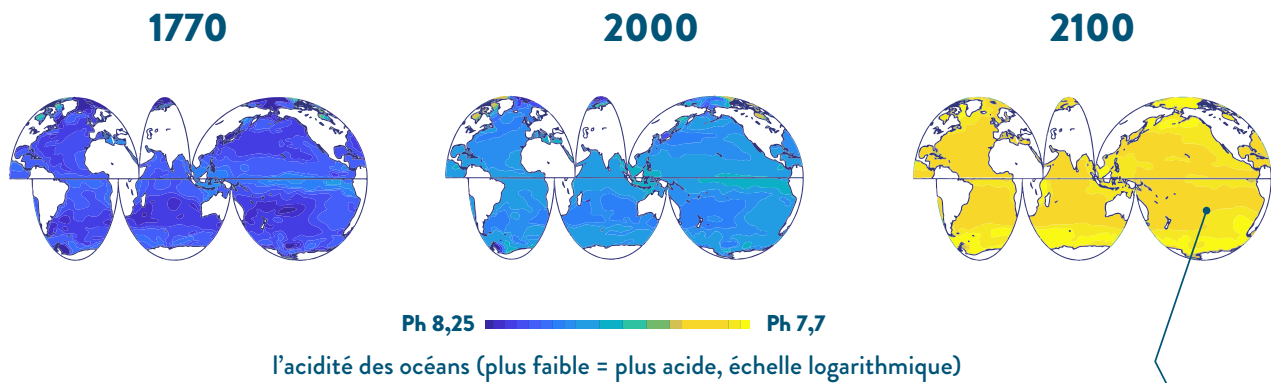 1770
2000
2100
Ph 8,25
Ph 7,7
l'acidité des océans (plus faible = plus acide, échelle logarithmique)